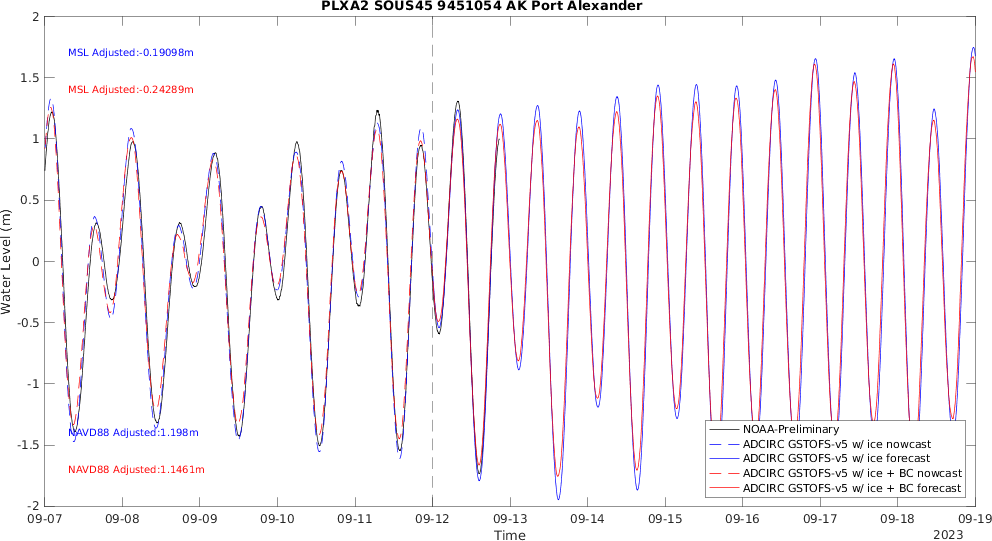 PLXA2 SOUS45 9451054 AK Port Alexander
MSL Adjusted:-0.19098m
MSL Adjusted:-0.24289m
NAVD88 Adjusted:1.198m
NAVD88 Adjusted:1.1461m
Water Level (m)
2
1.5
1
0.5
0
-0.5
-1
-1.5
-2
NOAA-Preliminary
ADCIRC GSTOFS-v5 w/ ice nowcast
ADCIRC GSTOFS-v5 w/ ice forecast
ADCIRC GSTOFS-v5 w/ ice + BC nowcast
ADCIRC GSTOFS-v5 w/ ice + BC forecast
09-07 09-08 09-09 09-10 09-11 09-12 09-13 09-14 09-15 09-16 09-17 09-18 09-19
Time
2023